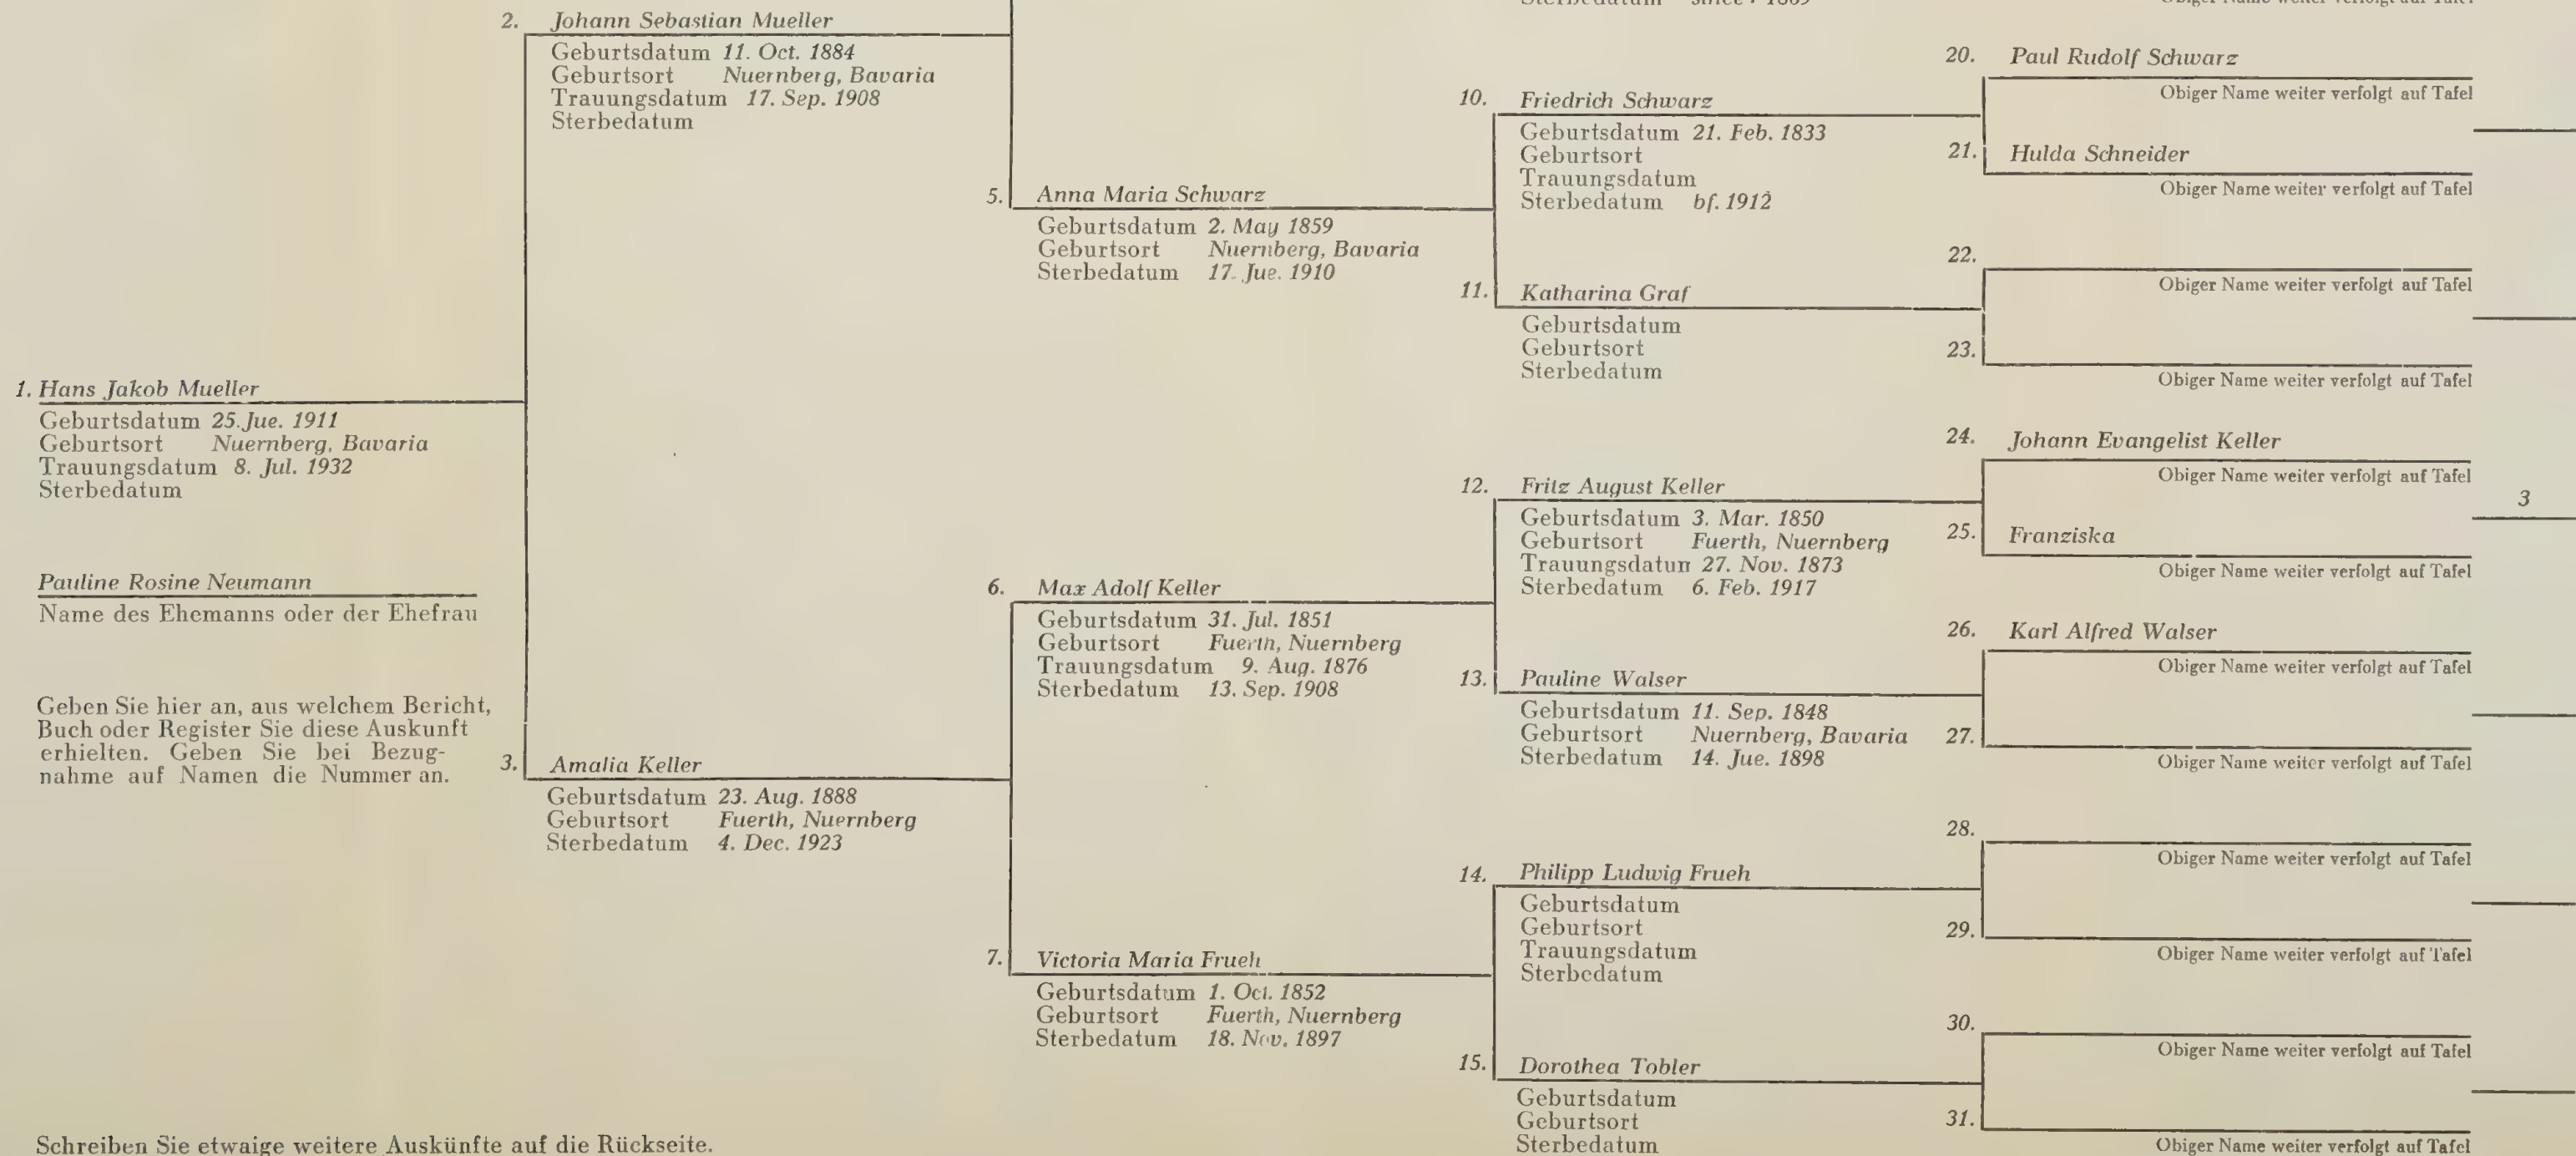 2. Johann Sebastian Mueller
Geburtsdatum 11. Oct. 1884
Geburtsort Nuernberg, Bavaria
Trauungsdatum 17. Sep. 1908
Sterbedatum
1. Hans Jakob Mueller
Geburtsdatum 25. Jue. 1911
Geburtsort Nuernberg, Bavaria
Trauungsdatum 8. Jul. 1932
Sterbedatum
Pauline Rosine Neumann
Name des Ehemanns oder der Ehefrau
Geben Sie hier an, aus welchem Bericht,
Buch oder Register Sie diese Auskunft
erhielten. Geben Sie bei Bezug-
nahme auf Namen die Nummer an.
3. Amalia Keller
Geburtsdatum 23. Aug. 1888
Geburtsort Fuerth, Nuernberg
Sterbedatum 4. Dec. 1923
Schreiben Sie etwaige weitere Auskünfte auf die Rückseite.
5. Anna Maria Schwarz
Geburtsdatum 2. May 1859
Geburtsort Nuernberg, Bavaria
Sterbedatum 17. Jue. 1910
6. Max Adolf Keller
Geburtsdatum 31. Jul. 1851
Geburtsort Fuerth, Nuernberg
Trauungsdatum 9. Aug. 1876
Sterbedatum 13. Sep. 1908
7. Victoria Maria Frueh
Geburtsdatum 1. Oct. 1852
Geburtsort Fuerth, Nuernberg
Sterbedatum 18. Nov. 1897
10. Friedrich Schwarz
Geburtsdatum 21. Feb. 1833
Geburtsort
Trauungsdatum
Sterbedatum bf. 1912
11. Katharina Graf
Geburtsdatum
Geburtsort
Sterbedatum
12. Fritz August Keller
Geburtsdatum 3. Mar. 1850
Geburtsort Fuerth, Nuernberg
Trauungsdatum 27. Nov. 1873
Sterbedatum 6. Feb. 1917
13. Pauline Walser
Geburtsdatum 11. Sep. 1848
Geburtsort Nuernberg, Bavaria
Sterbedatum 14. Jue. 1898
14. Philipp Ludwig Frueh
Geburtsdatum
Geburtsort
Trauungsdatum
Sterbedatum
15. Dorothea Tobler
Geburtsdatum
Geburtsort
Sterbedatum
20. Paul Rudolf Schwarz
Obiger Name weiter verfolgt auf Tafel
21. Hulda Schneider
Obiger Name weiter verfolgt auf Tafel
22.
Obiger Name weiter verfolgt auf Tafel
23.
Obiger Name weiter verfolgt auf Tafel
24. Johann Evangelist Keller
Obiger Name weiter verfolgt auf Tafel
3
25. Franziska
Obiger Name weiter verfolgt auf Tafel
26. Karl Alfred Walser
Obiger Name weiter verfolgt auf Tafel
27.
Obiger Name weiter verfolgt auf Tafel
28.
Obiger Name weiter verfolgt auf Tafel
29.
Obiger Name weiter verfolgt auf Tafel
30.
Obiger Name weiter verfolgt auf Tafel
31.
Obiger Name weiter verfolgt auf Tafel